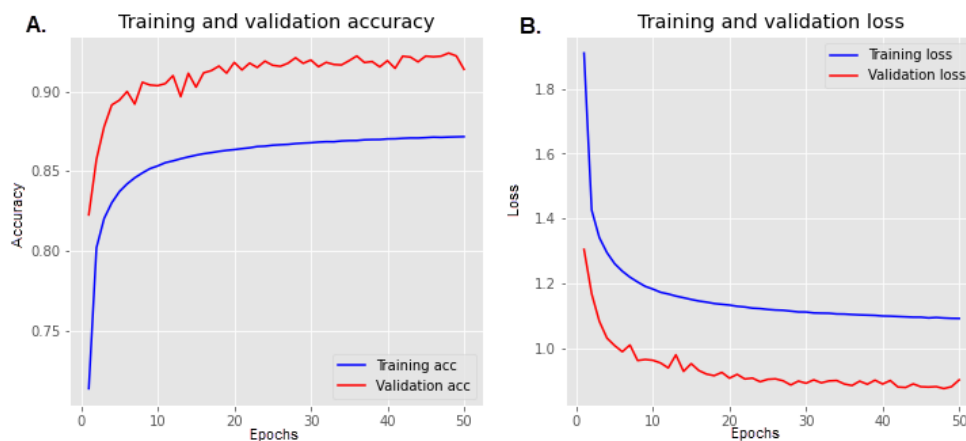 A. Training and validation accuracy
0.90
0.85
0.80
0.75
Accuracy
Training acc
Validation acc
0 10 20 30 40 50
Epochs
B. Training and validation loss
Training loss
Validation loss
1.8
1.6
1.4
1.2
1.0
Loss
0 10 20 30 40 50
Epochs